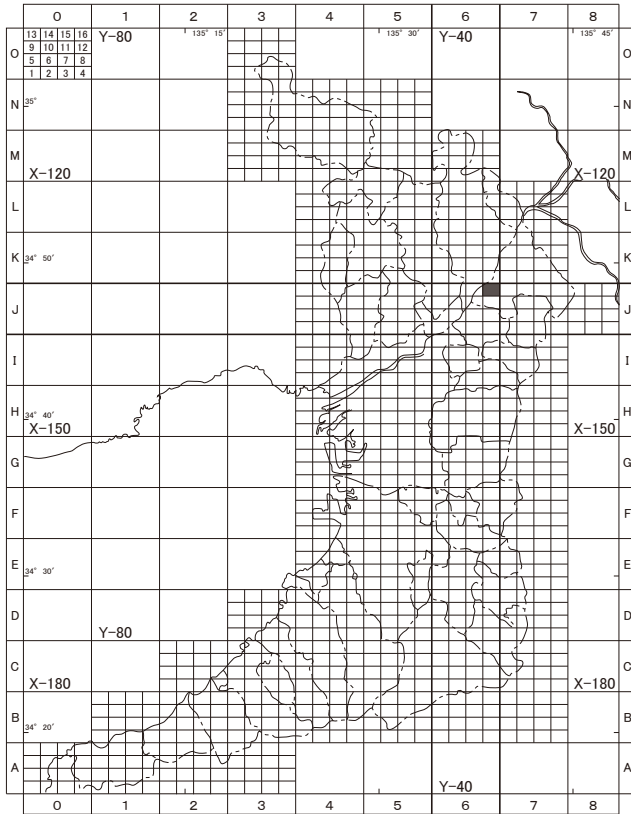 0 1 2 3 4 5 6 7 8
13 14 15 16 Y-80 135° 15′ 135° 30′ Y-40 135° 45′
O 9 10 11 12 O
5 6 7 8
1 2 3 4
N 35° N
M M
X-120 X-120
L L
K 34° 50′ K
J J
I I
H 34° 40′ H
X-150 X-150
G G
F F
E 34° 30′ E
D D
Y-80
C C
X-180 X-180
B 34° 20′ B
A A
Y-40
0 1 2 3 4 5 6 7 8